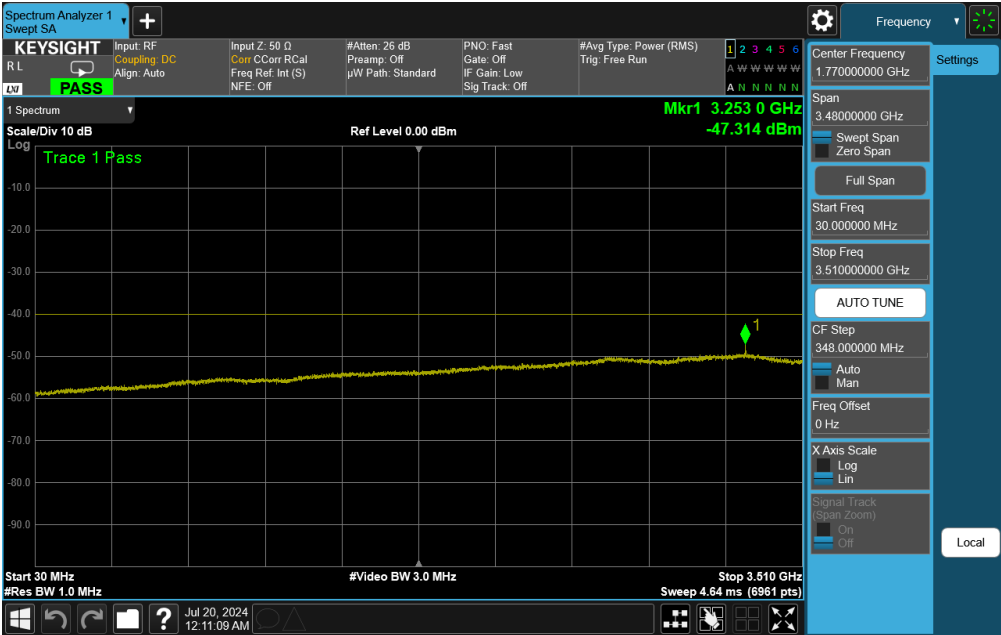 Spectrum Analyzer 1
Swept SA
Frequency
KEYSIGHT
R L
LXI
PASS
Input: RF
Coupling: DC
Align: Auto
Input Z: 50 Ω
Corr CCorr RCal
Freq Ref: Int (S)
NFE: Off
#Atten: 26 dB
Preamp: Off
µW Path: Standard
PNO: Fast
Gate: Off
IF Gain: Low
Sig Track: Off
#Avg Type: Power (RMS)
Trig: Free Run
1 2 3 4 5 6
A W W W W W
A N N N N N
1 Spectrum
Mkr1 3.253 0 GHz
Scale/Div 10 dB
Ref Level 0.00 dBm
-47.314 dBm
Log
Trace 1 Pass
-10.0
-20.0
-30.0
-40.0
1
-50.0
-60.0
-70.0
-80.0
-90.0
Start 30 MHz
#Video BW 3.0 MHz
Stop 3.510 GHz
#Res BW 1.0 MHz
Sweep 4.64 ms (6961 pts)
Center Frequency
1.770000000 GHz
Settings
Span
3.48000000 GHz
Swept Span
Zero Span
Full Span
Start Freq
30.000000 MHz
Stop Freq
3.510000000 GHz
AUTO TUNE
CF Step
348.000000 MHz
Auto
Man
Freq Offset
0 Hz
X Axis Scale
Log
Lin
Signal Track
(Span Zoom)
On
Off
Local
?
Jul 20, 2024
12:11:09 AM